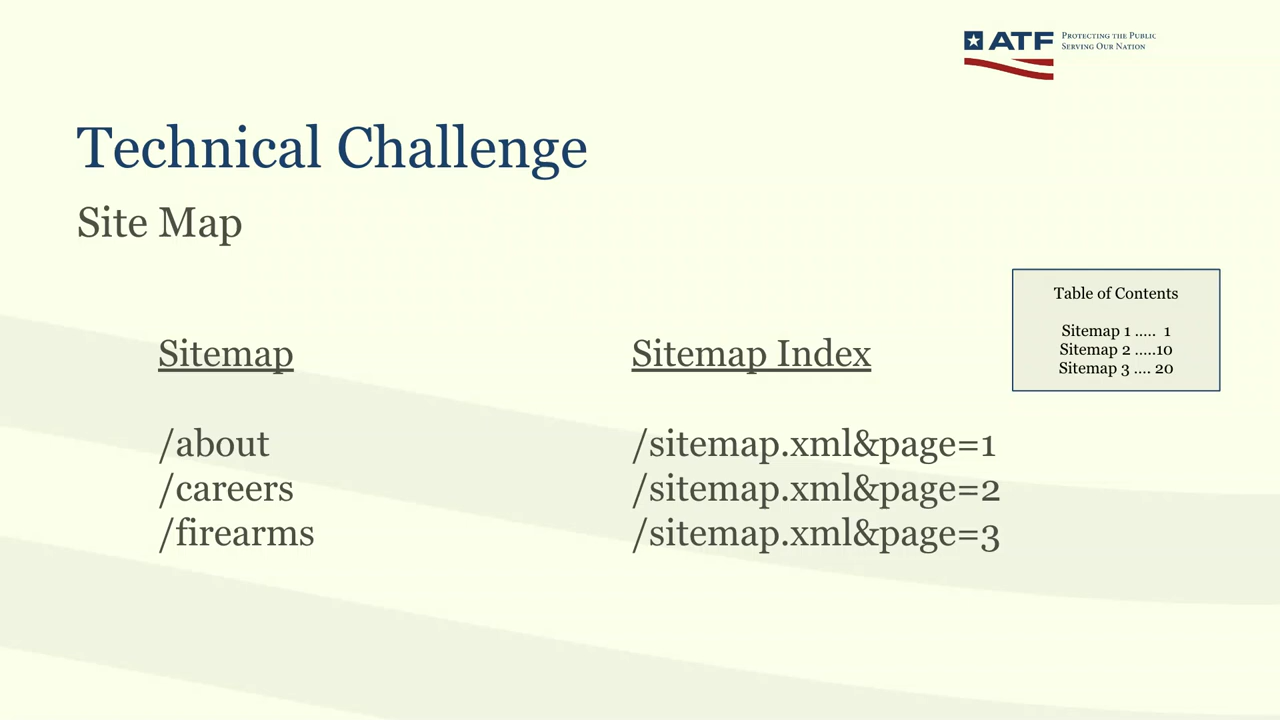 ATF
PROTECTING THE PUBLIC
SERVING OUR NATION
Technical Challenge
Site Map
Table of Contents
Sitemap 1 ..... 1
Sitemap 2 .....10
Sitemap 3 .... 20
Sitemap
/about
/careers
/firearms
Sitemap Index
/sitemap.xml&page=1
/sitemap.xml&page=2
/sitemap.xml&page=3